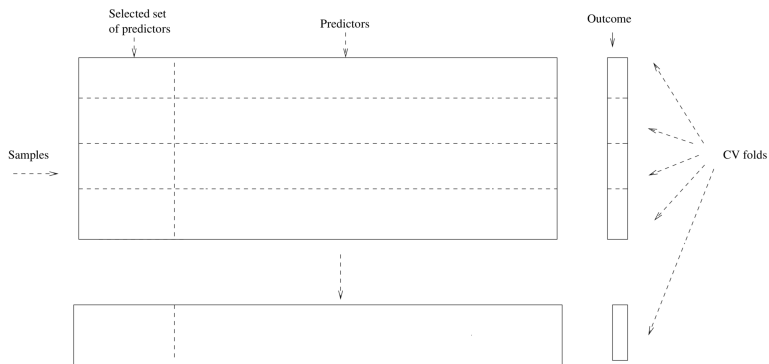 Selected set
of predictors
Predictors
Outcome
Samples
CV folds